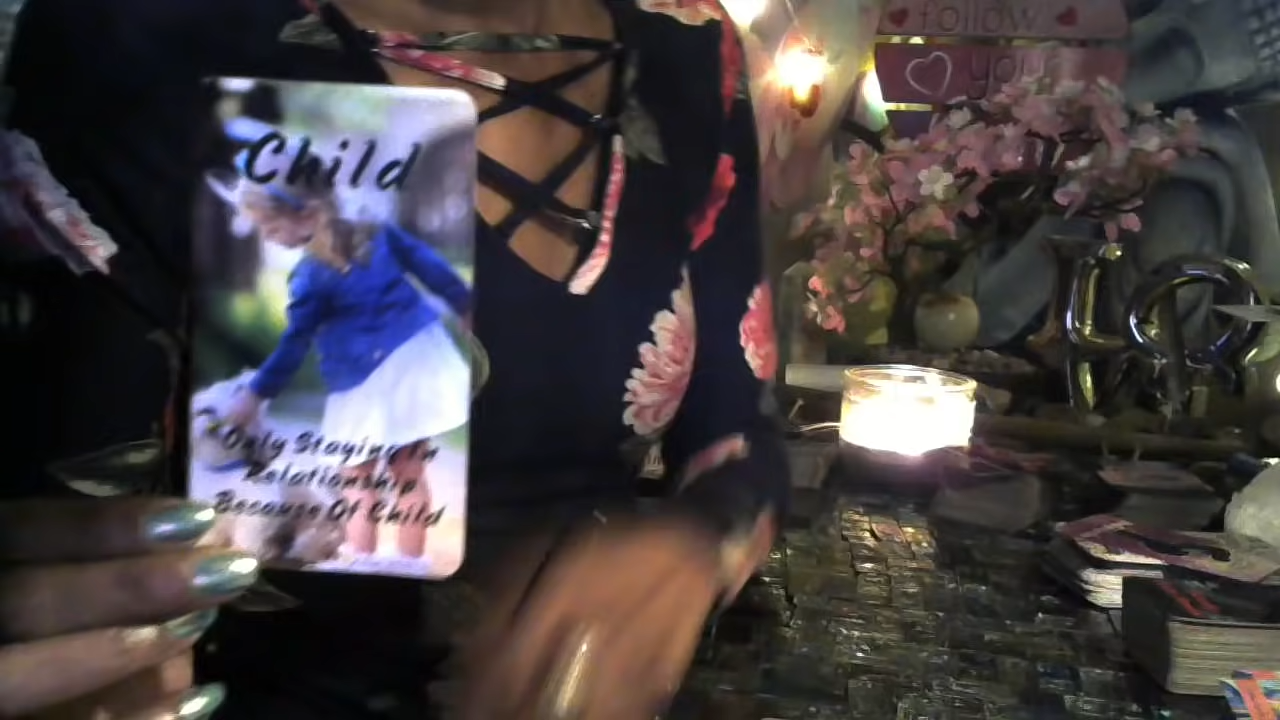 follow
your
Child
Only Staying In
Relationship
Because Of Child